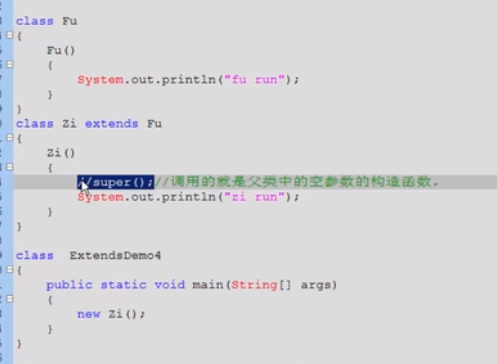 class Fu
{
Fu()
{
System.out.println("fu run");
}
}
class Zi extends Fu
{
Zi()
{
//super();//调用的就是父类中的空参数的构造函数。
System.out.println("zi run");
}
}
class ExtendsDemo4
{
public static void main(String[] args)
{
new Zi();
}
}